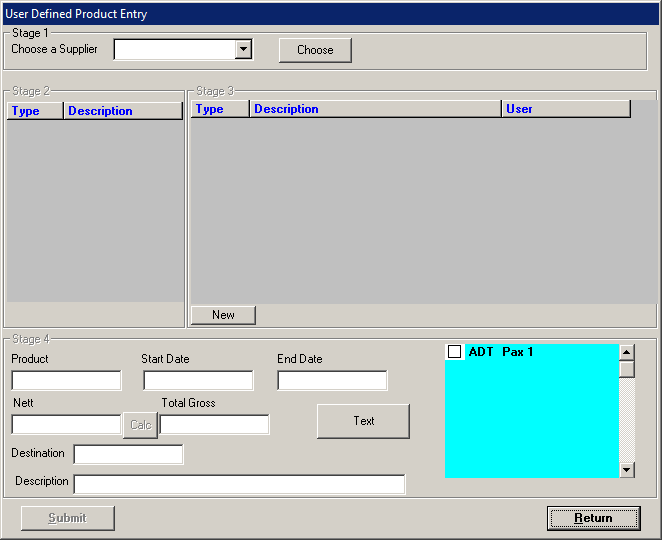 User Defined Product Entry
Stage 1
Choose a Supplier Choose
Stage 2 Stage 3
Type Description Type Description User
New
Stage 4
Product Start Date End Date ADT Pax 1
Nett Total Gross
Calc Text
Destination
Description
Submit Return